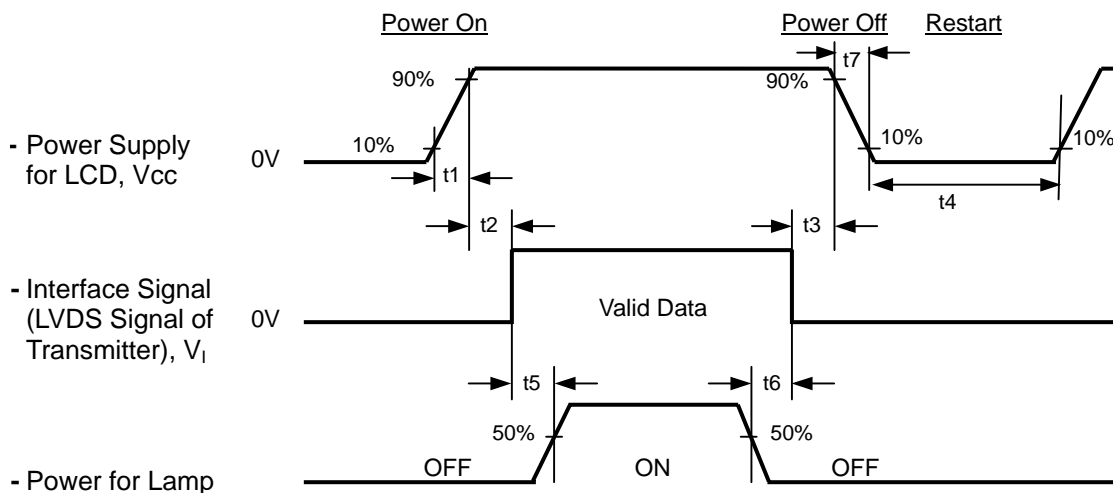 Power On Power Off Restart
t7
90% 90%
10% 10% 10%
- Power Supply
for LCD, Vcc
0V
t1 t4
t2 t3
- Interface Signal
(LVDS Signal of
Transmitter), VI
0V
Valid Data
t5 t6
50% 50%
- Power for Lamp
OFF ON OFF